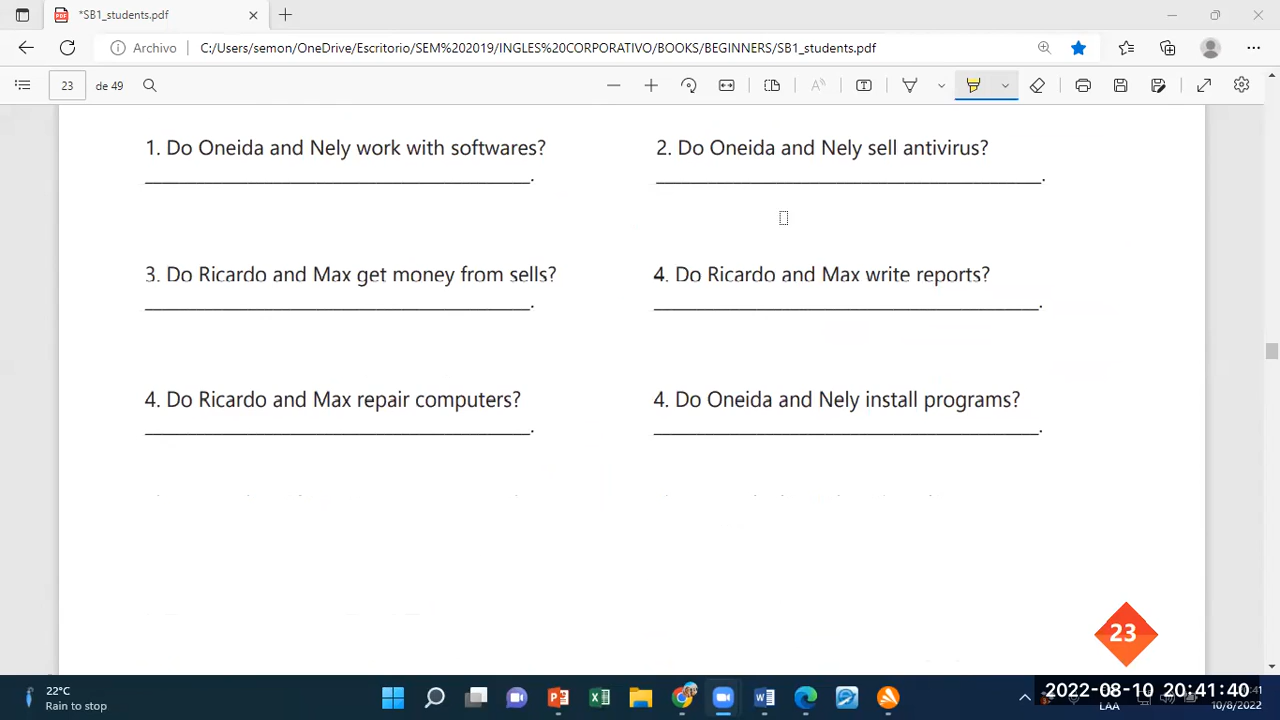 *SB1_students.pdf
Archivo C:/Users/semon/OneDrive/Escritorio/SEM%202019/INGLES%20CORPORATIVO/BOOKS/BEGINNERS/SB1_students.pdf
23 de 49
1. Do Oneida and Nely work with softwares? 2. Do Oneida and Nely sell antivirus?
3. Do Ricardo and Max get money from sells? 4. Do Ricardo and Max write reports?
4. Do Ricardo and Max repair computers? 4. Do Oneida and Nely install programs?
23
22°C
Rain to stop
LAA
2022-08-10 20:41:40
10/8/2022